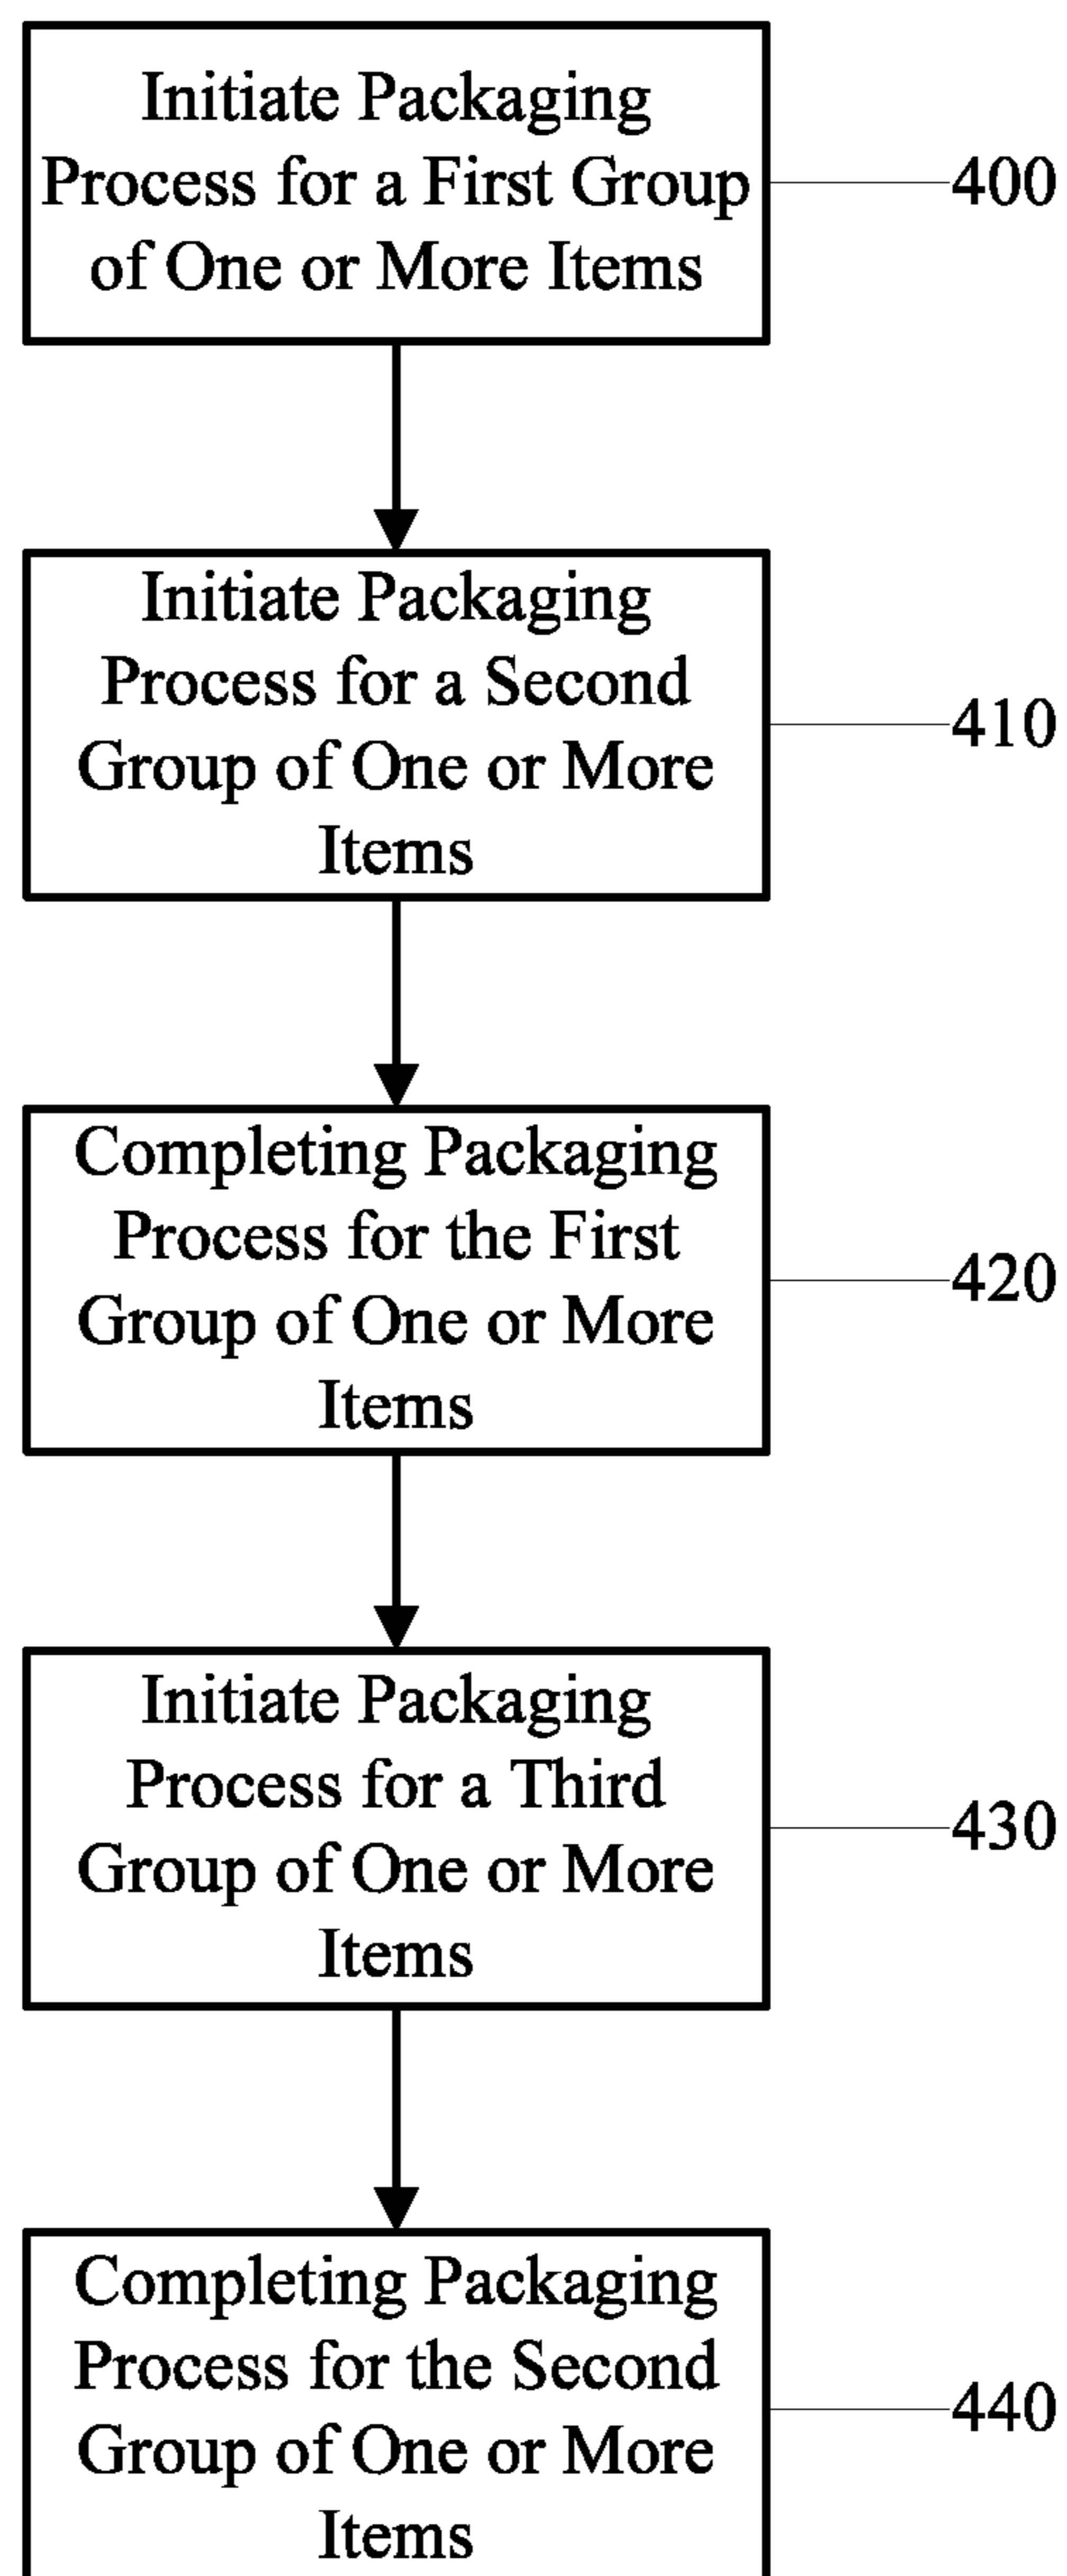 Initiate Packaging
Process for a First Group
of One or More Items
400
Initiate Packaging
Process for a Second
Group of One or More
Items
410
Completing Packaging
Process for the First
Group of One or More
Items
420
Initiate Packaging
Process for a Third
Group of One or More
Items
430
Completing Packaging
Process for the Second
Group of One or More
Items
440